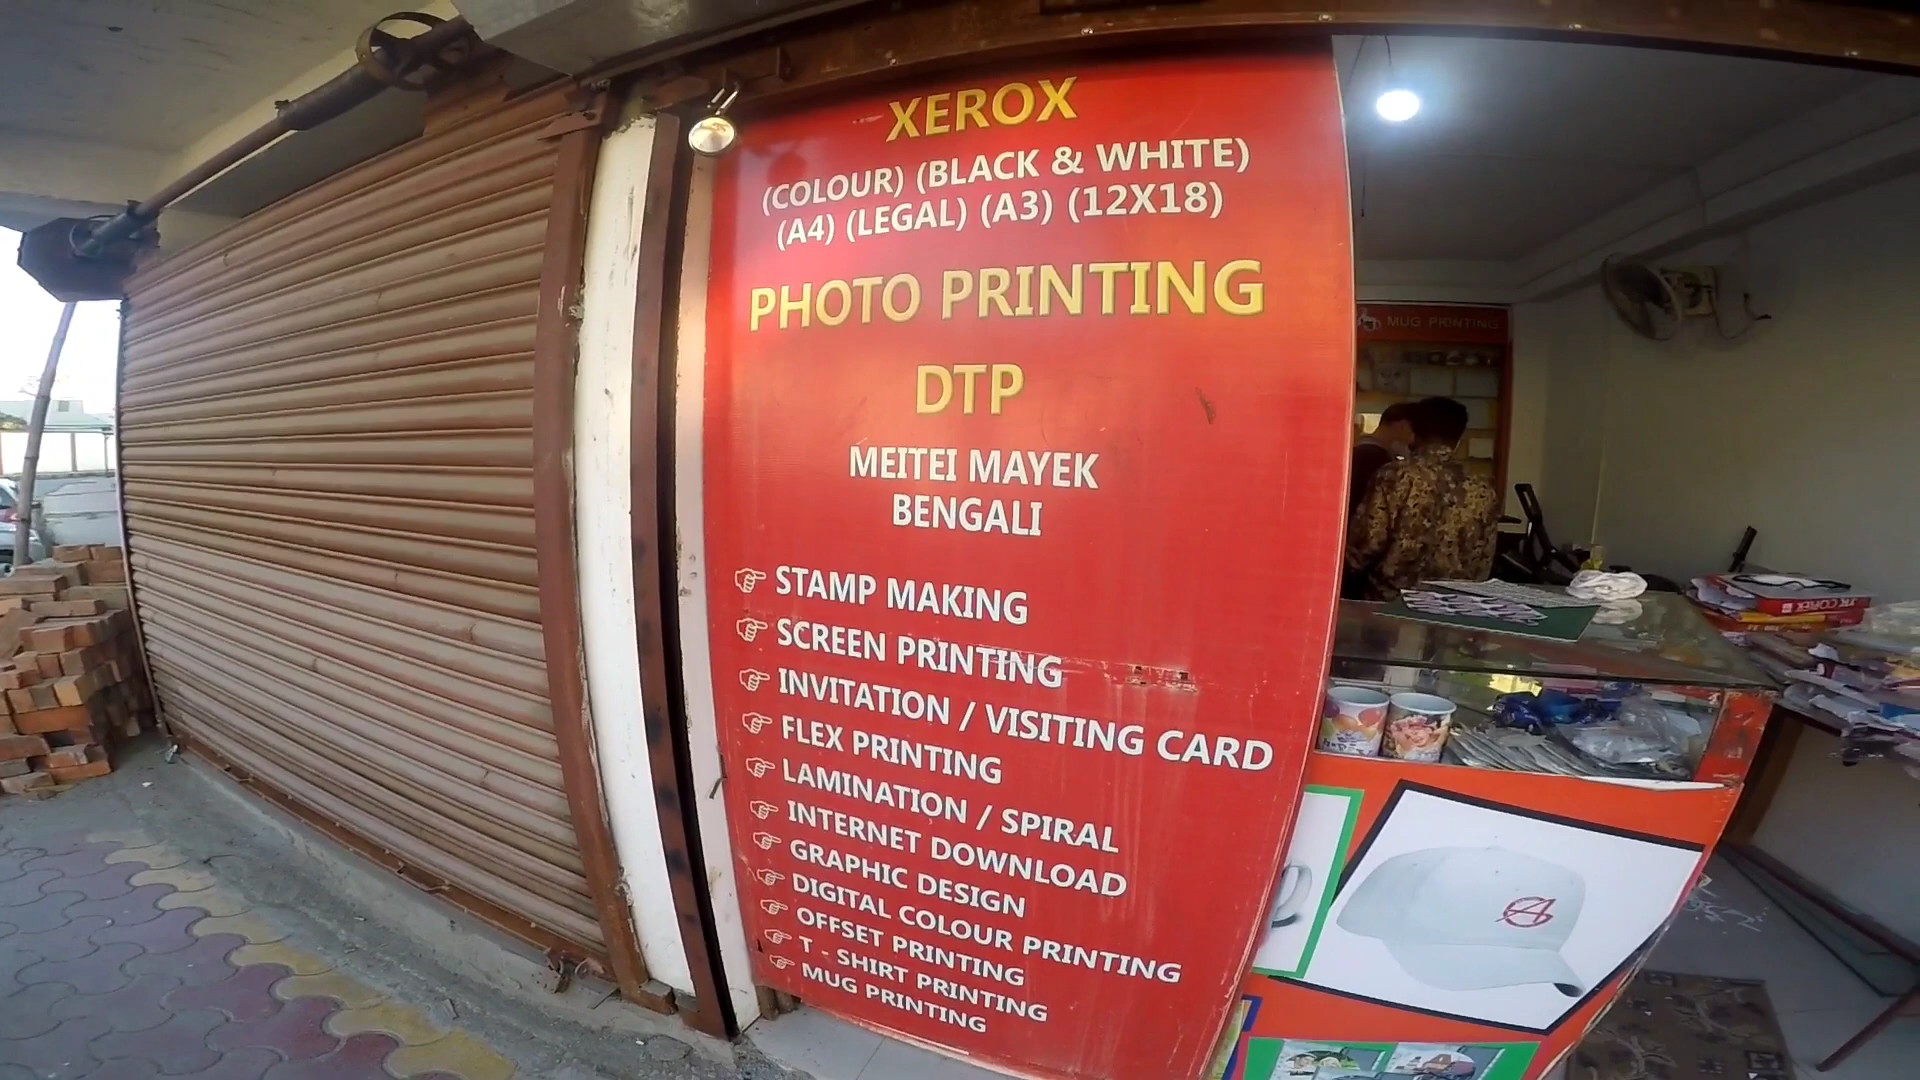 XEROX
(COLOUR) (BLACK & WHITE)
(A4) (LEGAL) (A3) (12X18)
PHOTO PRINTING
DTP
MEITEI MAYEK
BENGALI
STAMP MAKING
SCREEN PRINTING
INVITATION / VISITING CARD
FLEX PRINTING
LAMINATION / SPIRAL
INTERNET DOWNLOAD
GRAPHIC DESIGN
DIGITAL COLOUR PRINTING
OFFSET PRINTING
T - SHIRT PRINTING
MUG PRINTING
MUG PRINTING